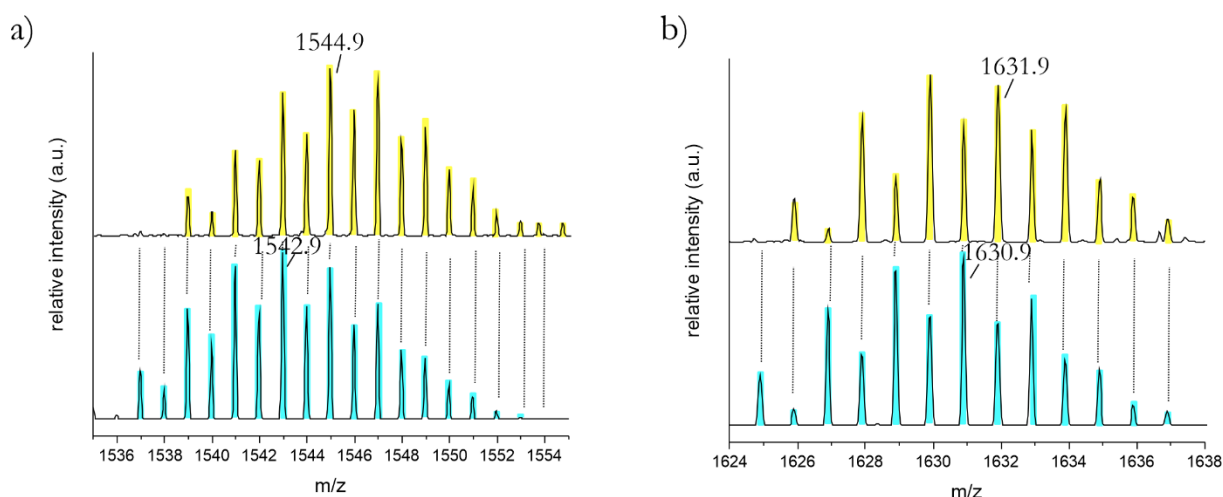 a)
1544.9
1542.9
relative intensity (a.u.)
1536 1538 1540 1542 1544 1546 1548 1550 1552 1554
m/z
b)
1631.9
1630.9
relative intensity (a.u.)
1624 1626 1628 1630 1632 1634 1636 1638
m/z